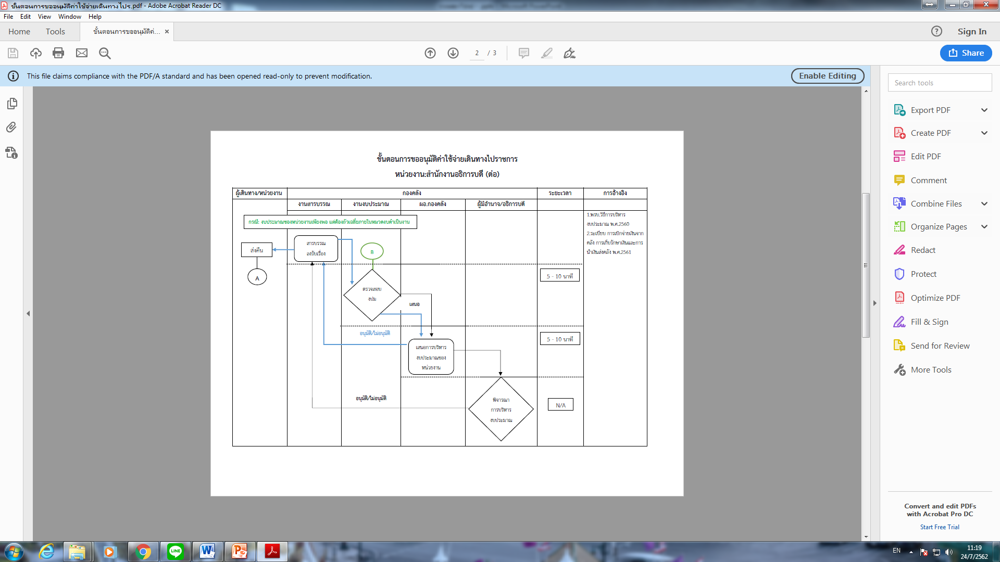 ขั้นตอนการขออนุมัติค่าใช้จ่ายเดินทางไปร.pdf - Adobe Acrobat Reader DC
File Edit View Window Help
Home Tools ขั้นตอนการขออนุมัติค่... × Sign In
2 / 3 Share
This file claims compliance with the PDF/A standard and has been opened read-only to prevent modification. Enable Editing
Search tools
Export PDF
Create PDF
Edit PDF
Comment
Combine Files
Organize Pages
Redact
Protect
Optimize PDF
Fill & Sign
Send for Review
More Tools
Convert and edit PDFs
with Acrobat Pro DC
Start Free Trial
ขั้นตอนการขออนุมัติค่าใช้จ่ายเดินทางไปราชการ
หน่วยงาน:สำนักงานอธิการบดี (ต่อ)
ผู้เดินทาง/หน่วยงาน กองคลัง ระยะเวลา การอ้างอิง
งานสารบรรณ งานงบประมาณ ผอ.กองคลัง ผู้มีอำนาจ/อธิการบดี
กรณี: งบประมาณของหน่วยงานเพียงพอ แต่ต้องถัวเฉลี่ยภายในหมวดงบดำเนินงาน
1.พรบ.วิธีการบริหาร
งบประมาณ พ.ศ.2560
2.ระเบียบ การเบิกจ่ายเงินจาก
คลัง การเก็บรักษาเงินและการ
นำเงินส่งคลัง พ.ศ.2561
ส่งคืน
A
สารบรรณ
ลงรับเรื่อง
B
5 - 10 นาที
ตรวจสอบ
งปม
เสนอ
อนุมัติ/ไม่อนุมัติ
5 - 10 นาที
เสนอการบริหาร
งบประมาณของ
หน่วยงาน
อนุมัติ/ไม่อนุมัติ
พิจารณา
การบริหาร
งบประมาณ
N/A
LINE
EN
11:19
24/7/2562